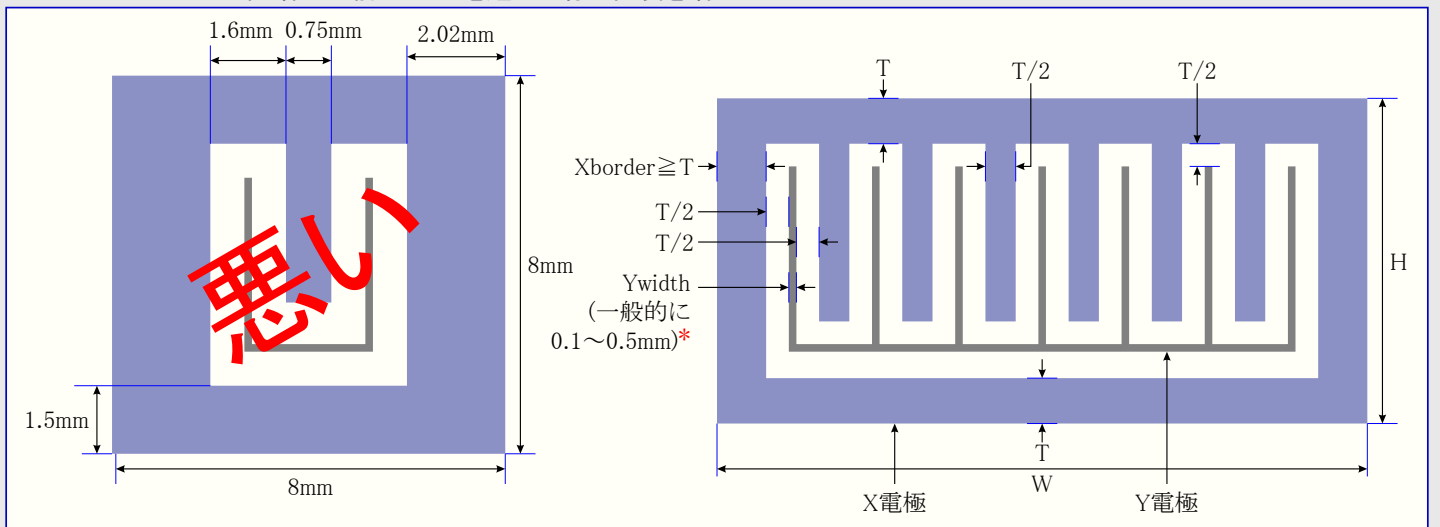 1.6mm
0.75mm
2.02mm
悪い
8mm
1.5mm
8mm
T
T/2
T/2
Xborder≧T
T/2
T/2
Ywidth
(一般的に
0.1～0.5mm)*
H
T
W
X電極
Y電極